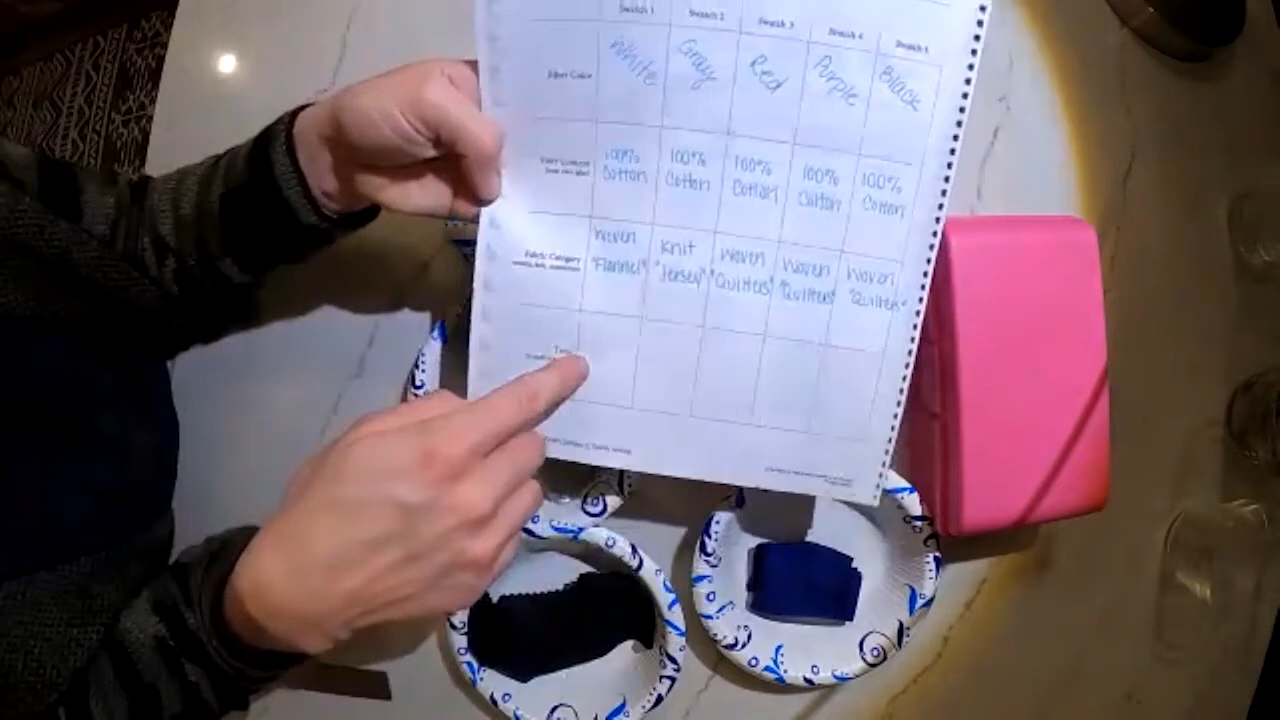 Swatch 1 Swatch 2 Swatch 3 Swatch 4 Swatch 5
Fiber Color White Gray Red Purple Black
Fiber Content 100% 100% 100% 100% 100%
Cotton Cotton Cotton Cotton Cotton
Fabric Category Woven Knit Woven Woven Woven
"Flannel" "Jersey" "Quilters" "Quilters" "Quilters"